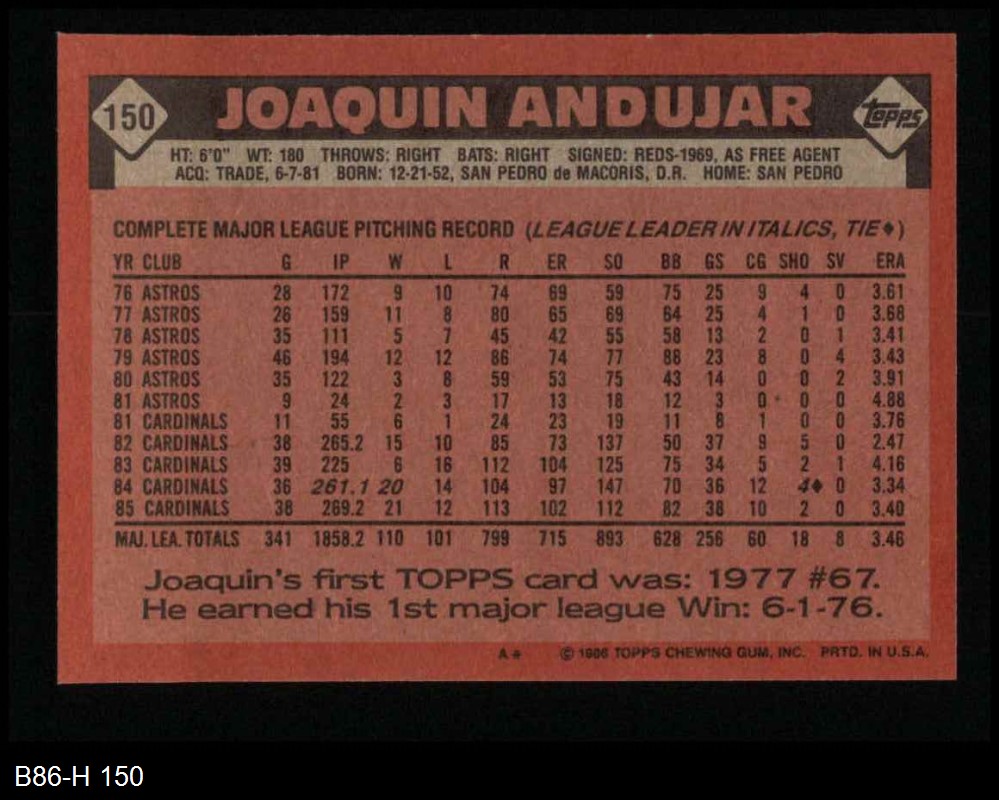 150 JOAQUIN ANDUJAR Topps
HT: 6'0" WT: 180 THROWS: RIGHT BATS: RIGHT SIGNED: REDS-1969, AS FREE AGENT
ACQ: TRADE, 6-7-81 BORN: 12-21-52, SAN PEDRO de MACORIS, D.R. HOME: SAN PEDRO
COMPLETE MAJOR LEAGUE PITCHING RECORD (LEAGUE LEADER IN ITALICS, TIE♦)
YR CLUB G IP W L R ER SO BB GS CG SHO SV ERA
76 ASTROS 28 172 9 10 74 69 59 75 25 9 4 0 3.61
77 ASTROS 26 159 11 8 80 65 69 64 25 4 1 0 3.68
78 ASTROS 35 111 5 7 45 42 55 58 13 2 0 1 3.41
79 ASTROS 46 194 12 12 86 74 77 88 23 8 0 4 3.43
80 ASTROS 35 122 3 8 59 53 75 43 14 0 0 2 3.91
81 ASTROS 9 24 2 3 17 13 18 12 3 0 0 0 4.88
81 CARDINALS 11 55 6 1 24 23 19 11 8 1 0 0 3.76
82 CARDINALS 38 265.2 15 10 85 73 137 50 37 9 5 0 2.47
83 CARDINALS 39 225 6 16 112 104 125 75 34 5 2 1 4.16
84 CARDINALS 36 261.1 20 14 104 97 147 70 36 12 4♦ 0 3.34
85 CARDINALS 38 269.2 21 12 113 102 112 82 38 10 2 0 3.40
MAJ. LEA. TOTALS 341 1858.2 110 101 799 715 893 628 256 60 18 8 3.46
Joaquin's first TOPPS card was: 1977 #67.
He earned his 1st major league Win: 6-1-76.
A* © 1986 TOPPS CHEWING GUM, INC. PRTD. IN U.S.A.
B86-H 150